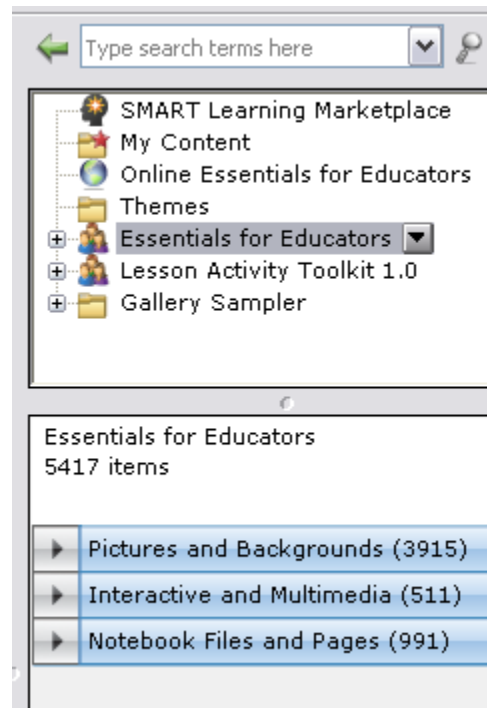 Type search terms here
SMART Learning Marketplace
My Content
Online Essentials for Educators
Themes
Essentials for Educators
Lesson Activity Toolkit 1.0
Gallery Sampler
Essentials for Educators
5417 items
Pictures and Backgrounds (3915)
Interactive and Multimedia (511)
Notebook Files and Pages (991)